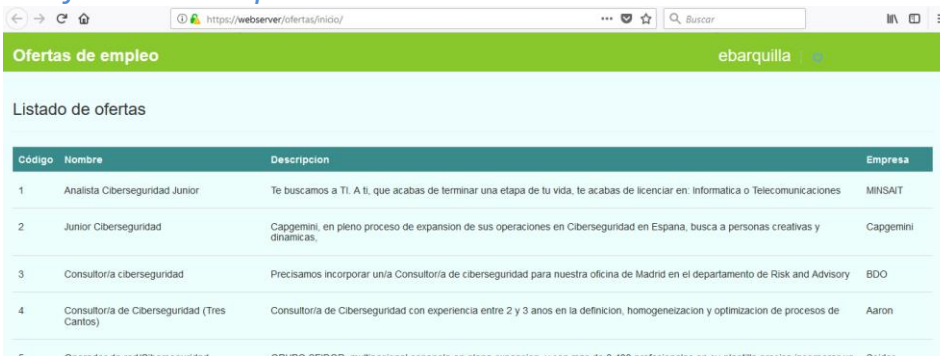 https://webserver/ofertas/inicio/
Buscar
Ofertas de empleo
ebarquilla
Listado de ofertas
Código Nombre Descripcion Empresa
1 Analista Ciberseguridad Junior Te buscamos a TI. A ti, que acabas de terminar una etapa de tu vida, te acabas de licenciar en: Informatica o Telecomunicaciones MINSAIT
2 Junior Ciberseguridad Capgemini, en pleno proceso de expansion de sus operaciones en Ciberseguridad en Espana, busca a personas creativas y Capgemini
dinamicas,
3 Consultor/a ciberseguridad Precisamos incorporar un/a Consultor/a de ciberseguridad para nuestra oficina de Madrid en el departamento de Risk and Advisory BDO
4 Consultor/a de Ciberseguridad (Tres Consultor/a de Ciberseguridad con experiencia entre 2 y 3 anos en la definicion, homogeneizacion y optimizacion de procesos de Aaron
Cantos)